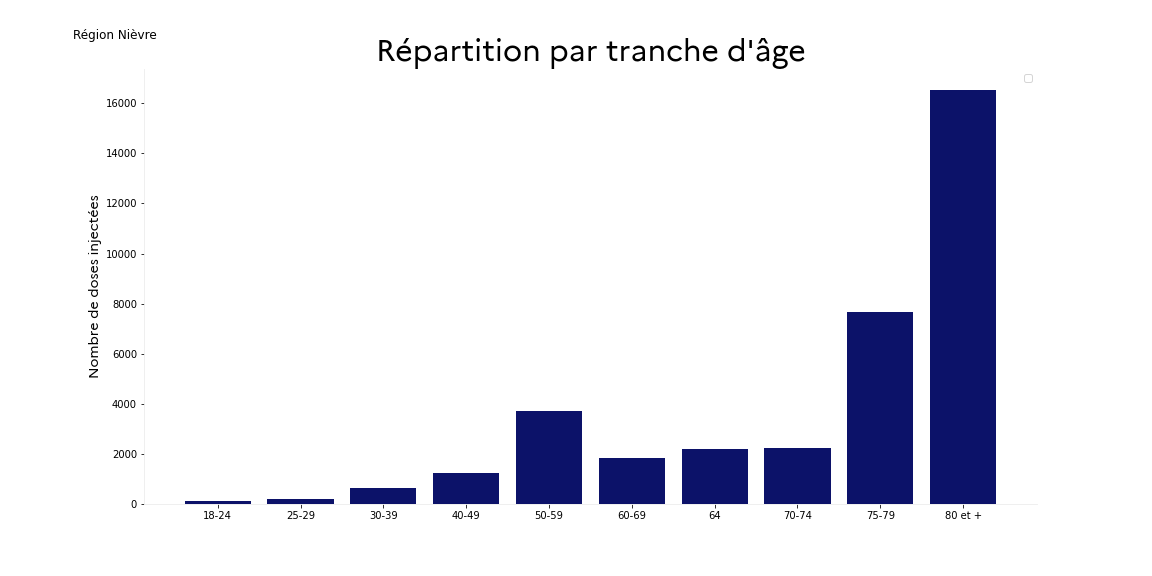 Région Nièvre
Répartition par tranche d'âge
Nombre de doses injectées
16000
14000
12000
10000
8000
6000
4000
2000
0
18-24 25-29 30-39 40-49 50-59 60-69 64 70-74 75-79 80 et +